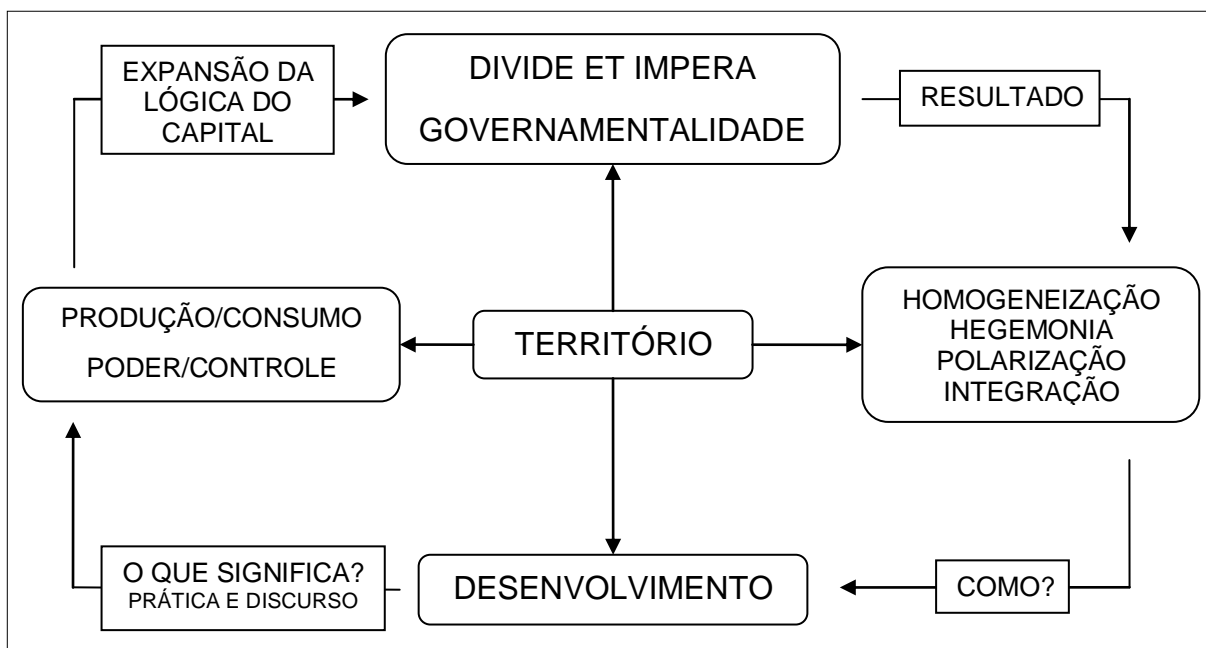 EXPANSÃO DA
LÓGICA DO
CAPITAL
DIVIDE ET IMPERA
GOVERNAMENTALIDADE
RESULTADO
PRODUÇÃO/CONSUMO
PODER/CONTROLE
TERRITÓRIO
HOMOGENEIZAÇÃO
HEGEMONIA
POLARIZAÇÃO
INTEGRAÇÃO
O QUE SIGNIFICA?
PRÁTICA E DISCURSO
DESENVOLVIMENTO
COMO?